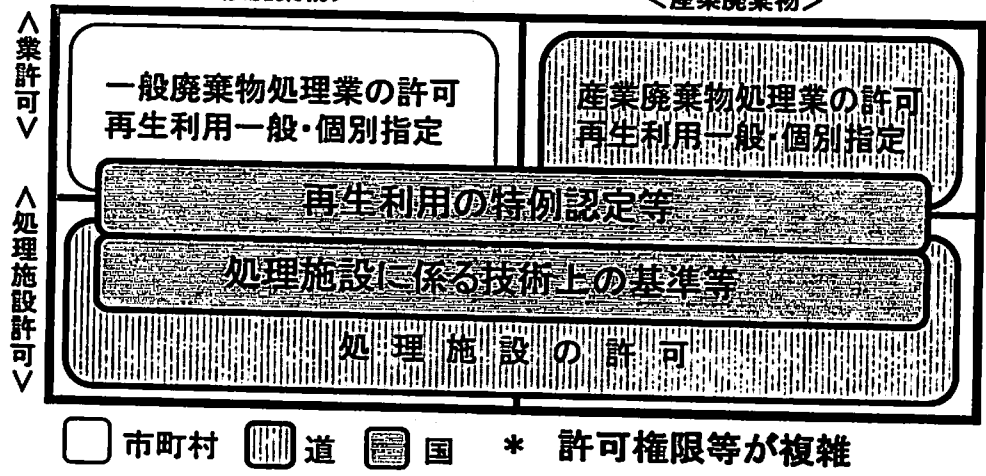 <産業廃棄物>
<業許可>
一般廃棄物処理業の許可
再生利用一般・個別指定
産業廃棄物処理業の許可
再生利用一般・個別指定
再生利用の特例認定等
<処理施設許可>
処理施設に係る技術上の基準等
処理施設の許可
市町村 道 国 * 許可権限等が複雑